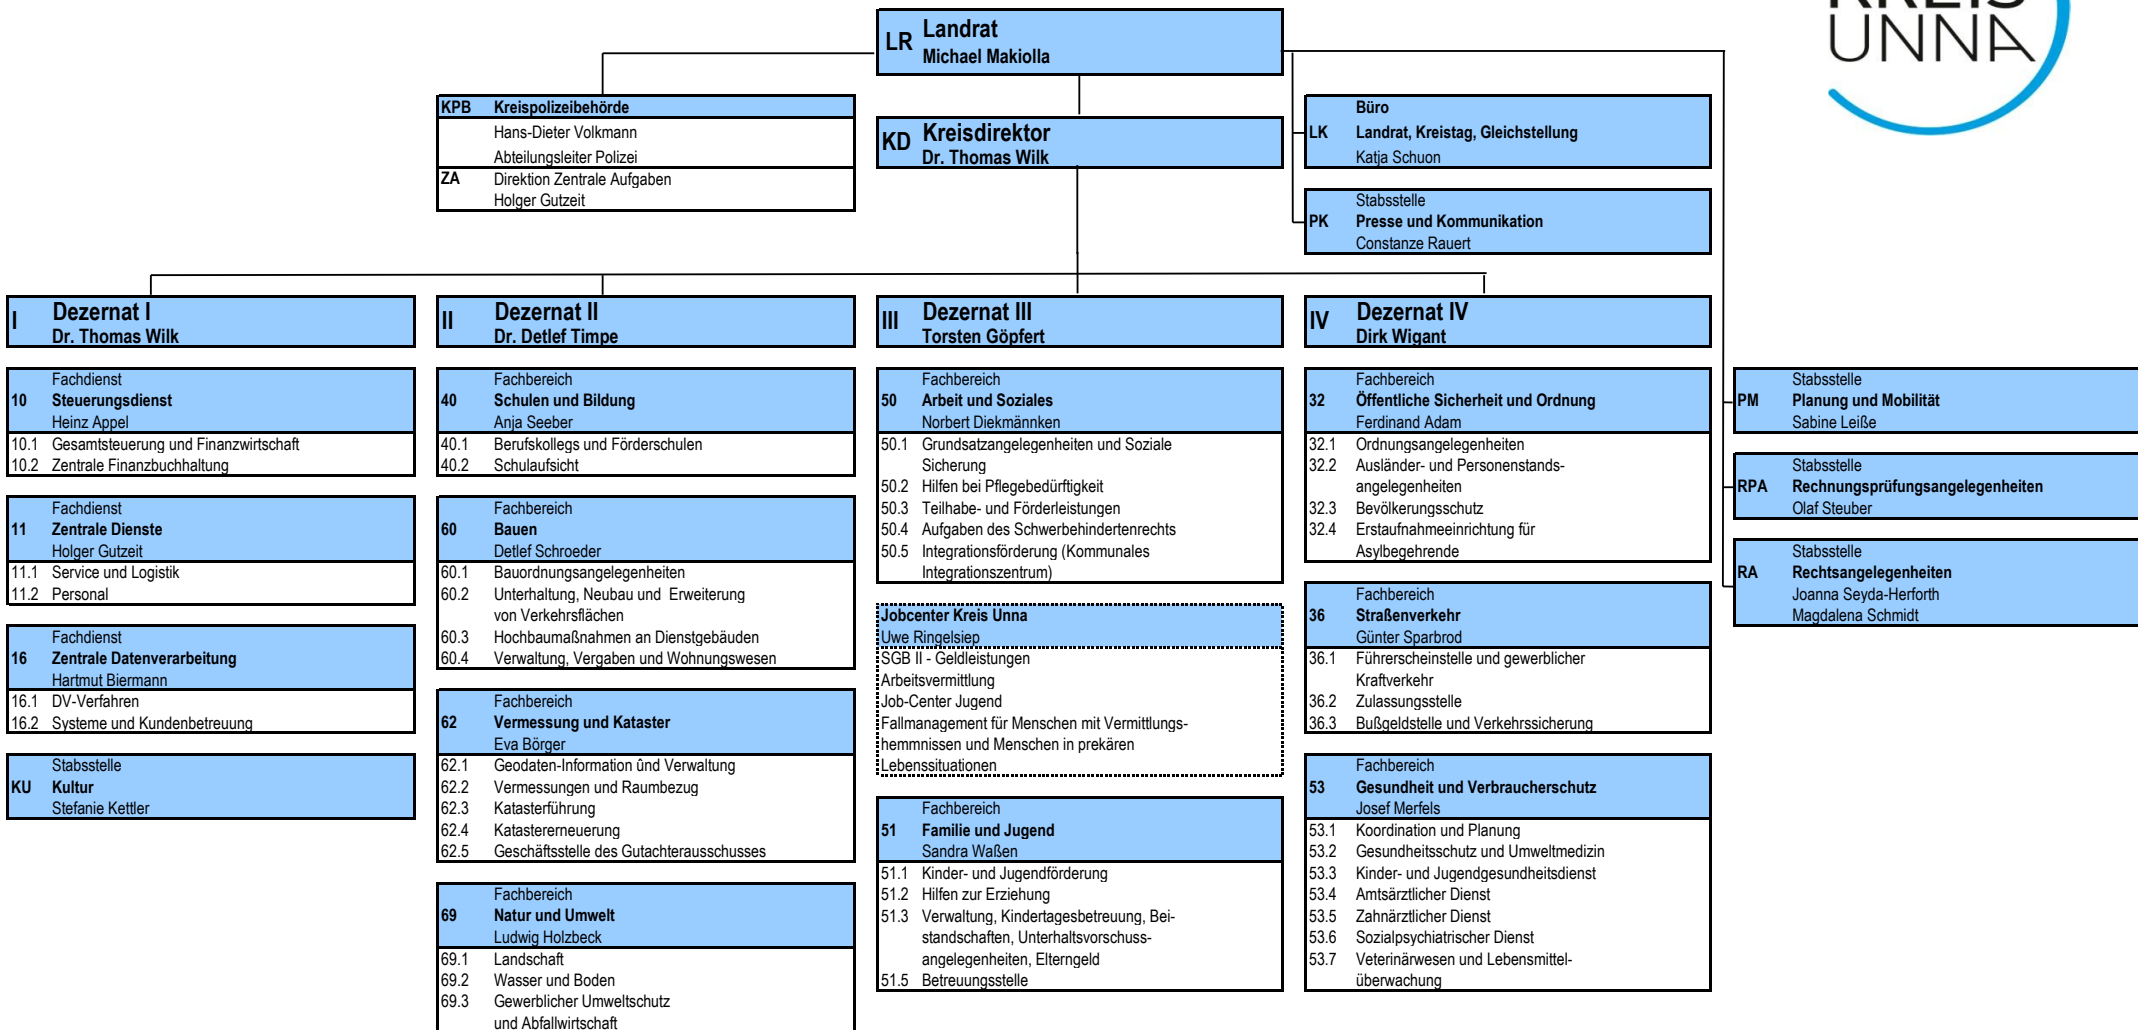 KREIS
UNNA
LR Landrat
Michael Makiolla
KPB Kreispolizeibehörde
Hans-Dieter Volkmann
Abteilungsleiter Polizei
ZA Direktion Zentrale Aufgaben
Holger Gutzeit
KD Kreisdirektor
Dr. Thomas Wilk
Büro
LK Landrat, Kreistag, Gleichstellung
Katja Schuon
Stabsstelle
PK Presse und Kommunikation
Constanze Rauert
I Dezernat I
Dr. Thomas Wilk
Fachdienst
10 Steuerungsdienst
Heinz Appel
10.1 Gesamtsteuerung und Finanzwirtschaft
10.2 Zentrale Finanzbuchhaltung
Fachdienst
11 Zentrale Dienste
Holger Gutzeit
11.1 Service und Logistik
11.2 Personal
Fachdienst
16 Zentrale Datenverarbeitung
Hartmut Biermann
16.1 DV-Verfahren
16.2 Systeme und Kundenbetreuung
Stabsstelle
KU Kultur
Stefanie Kettler
II Dezernat II
Dr. Detlef Timpe
Fachbereich
40 Schulen und Bildung
Anja Seeber
40.1 Berufskollegs und Förderschulen
40.2 Schulaufsicht
Fachbereich
60 Bauen
Detlef Schroeder
60.1 Bauordnungsangelegenheiten
60.2 Unterhaltung, Neubau und Erweiterung
von Verkehrsflächen
60.3 Hochbaumaßnahmen an Dienstgebäuden
60.4 Verwaltung, Vergaben und Wohnungswesen
Fachbereich
62 Vermessung und Kataster
Eva Börger
62.1 Geodaten-Information ûnd Verwaltung
62.2 Vermessungen und Raumbezug
62.3 Katasterführung
62.4 Katastererneuerung
62.5 Geschäftsstelle des Gutachterausschusses
Fachbereich
69 Natur und Umwelt
Ludwig Holzbeck
69.1 Landschaft
69.2 Wasser und Boden
69.3 Gewerblicher Umweltschutz
und Abfallwirtschaft
III Dezernat III
Torsten Göpfert
Fachbereich
50 Arbeit und Soziales
Norbert Diekmännken
50.1 Grundsatzangelegenheiten und Soziale
Sicherung
50.2 Hilfen bei Pflegebedürftigkeit
50.3 Teilhabe- und Förderleistungen
50.4 Aufgaben des Schwerbehindertenrechts
50.5 Integrationsförderung (Kommunales
Integrationszentrum)
Jobcenter Kreis Unna
Uwe Ringelsiep
SGB II - Geldleistungen
Arbeitsvermittlung
Job-Center Jugend
Fallmanagement für Menschen mit Vermittlungs-
hemmnissen und Menschen in prekären
Lebenssituationen
Fachbereich
51 Familie und Jugend
Sandra Waßen
51.1 Kinder- und Jugendförderung
51.2 Hilfen zur Erziehung
51.3 Verwaltung, Kindertagesbetreuung, Bei-
standschaften, Unterhaltsvorschuss-
angelegenheiten, Elterngeld
51.5 Betreuungsstelle
IV Dezernat IV
Dirk Wigant
Fachbereich
32 Öffentliche Sicherheit und Ordnung
Ferdinand Adam
32.1 Ordnungsangelegenheiten
32.2 Ausländer- und Personenstands-
angelegenheiten
32.3 Bevölkerungsschutz
32.4 Erstaufnahmeeinrichtung für
Asylbegehrende
Fachbereich
36 Straßenverkehr
Günter Sparbrod
36.1 Führerscheinstelle und gewerblicher
Kraftverkehr
36.2 Zulassungsstelle
36.3 Bußgeldstelle und Verkehrssicherung
Fachbereich
53 Gesundheit und Verbraucherschutz
Josef Merfels
53.1 Koordination und Planung
53.2 Gesundheitsschutz und Umweltmedizin
53.3 Kinder- und Jugendgesundheitsdienst
53.4 Amtsärztlicher Dienst
53.5 Zahnärztlicher Dienst
53.6 Sozialpsychiatrischer Dienst
53.7 Veterinärwesen und Lebensmittel-
überwachung
Stabsstelle
PM Planung und Mobilität
Sabine Leiße
Stabsstelle
RPA Rechnungsprüfungsangelegenheiten
Olaf Steuber
Stabsstelle
RA Rechtsangelegenheiten
Joanna Seyda-Herforth
Magdalena Schmidt